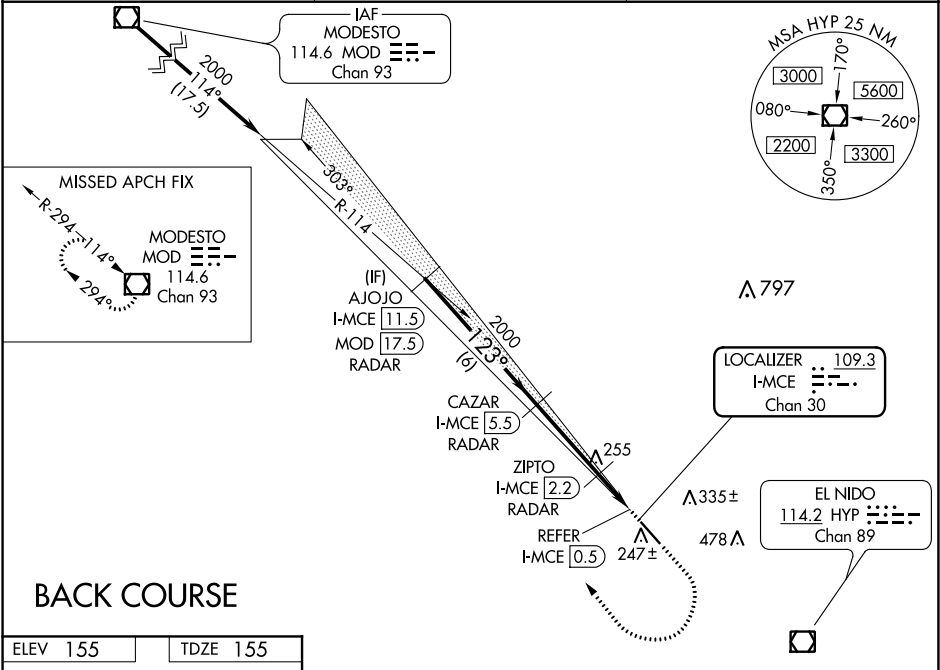 IAF
MODESTO
114.6 MOD
Chan 93
2000
114°
(17.5)
MSA HYP 25 NM
3000
170°
5600
080°
260°
2200
350°
3300
MISSED APCH FIX
R-294
114°
294°
MODESTO
MOD
114.6
Chan 93
303°
R-114
(IF)
AJOJO
I-MCE 11.5
MOD 17.5
RADAR
2000
123°
(6)
797
LOCALIZER 109.3
I-MCE
Chan 30
CAZAR
I-MCE 5.5
RADAR
255
ZIPTO
I-MCE 2.2
RADAR
335±
EL NIDO
114.2 HYP
Chan 89
REFER
I-MCE 0.5
247±
478
BACK COURSE
ELEV 155
TDZE 155